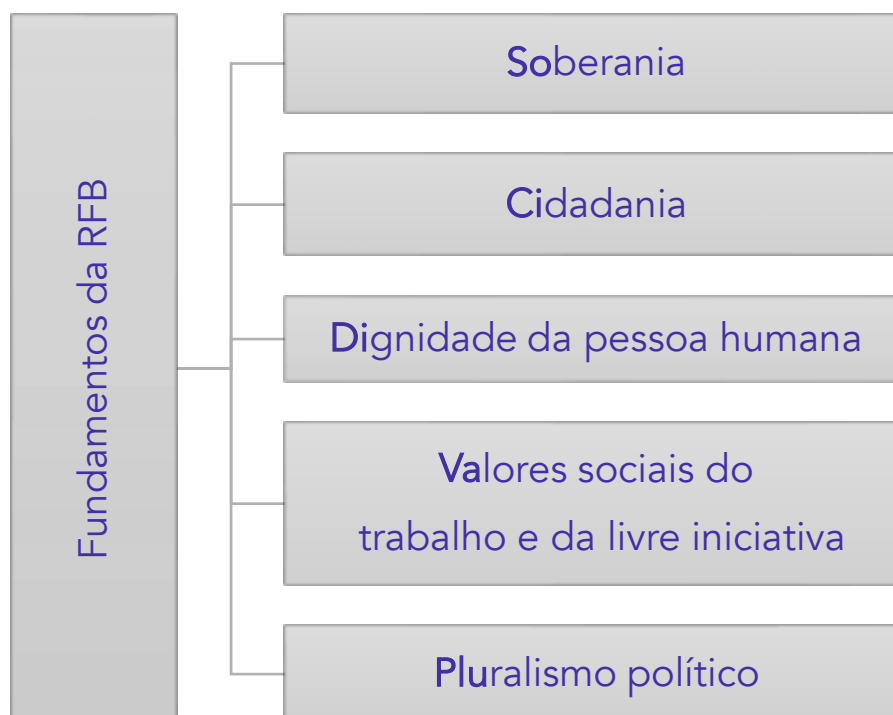 Fundamentos da RFB
Soberania
Cidadania
Dignidade da pessoa humana
Valores sociais do
trabalho e da livre iniciativa
Pluralismo político